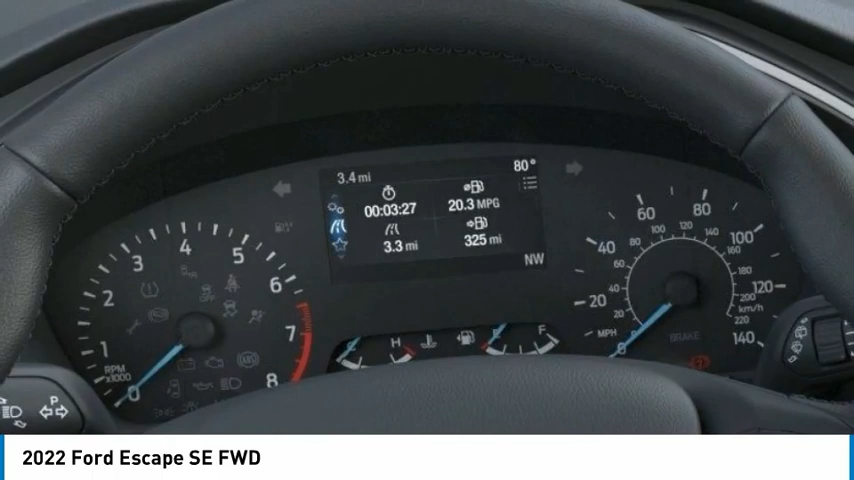 3.4 mi
80°
00:03:27
20.3 MPG
3.3 mi
325 mi
NW
0 1 2 3 4 5 6 7 8
RPM
x1000
H
F
0 20 40 60 80 100 120 140
20 40 60 80 100 120 140 180 200 220
MPH
km/h
BRAKE
P
2022 Ford Escape SE FWD